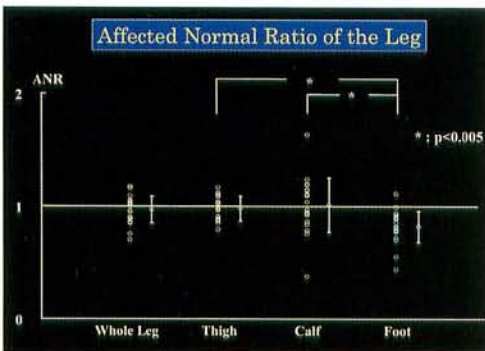 Affected Normal Ratio of the Leg
ANR
2
*
*
* : p<0.005
1
0
Whole Leg Thigh Calf Foot